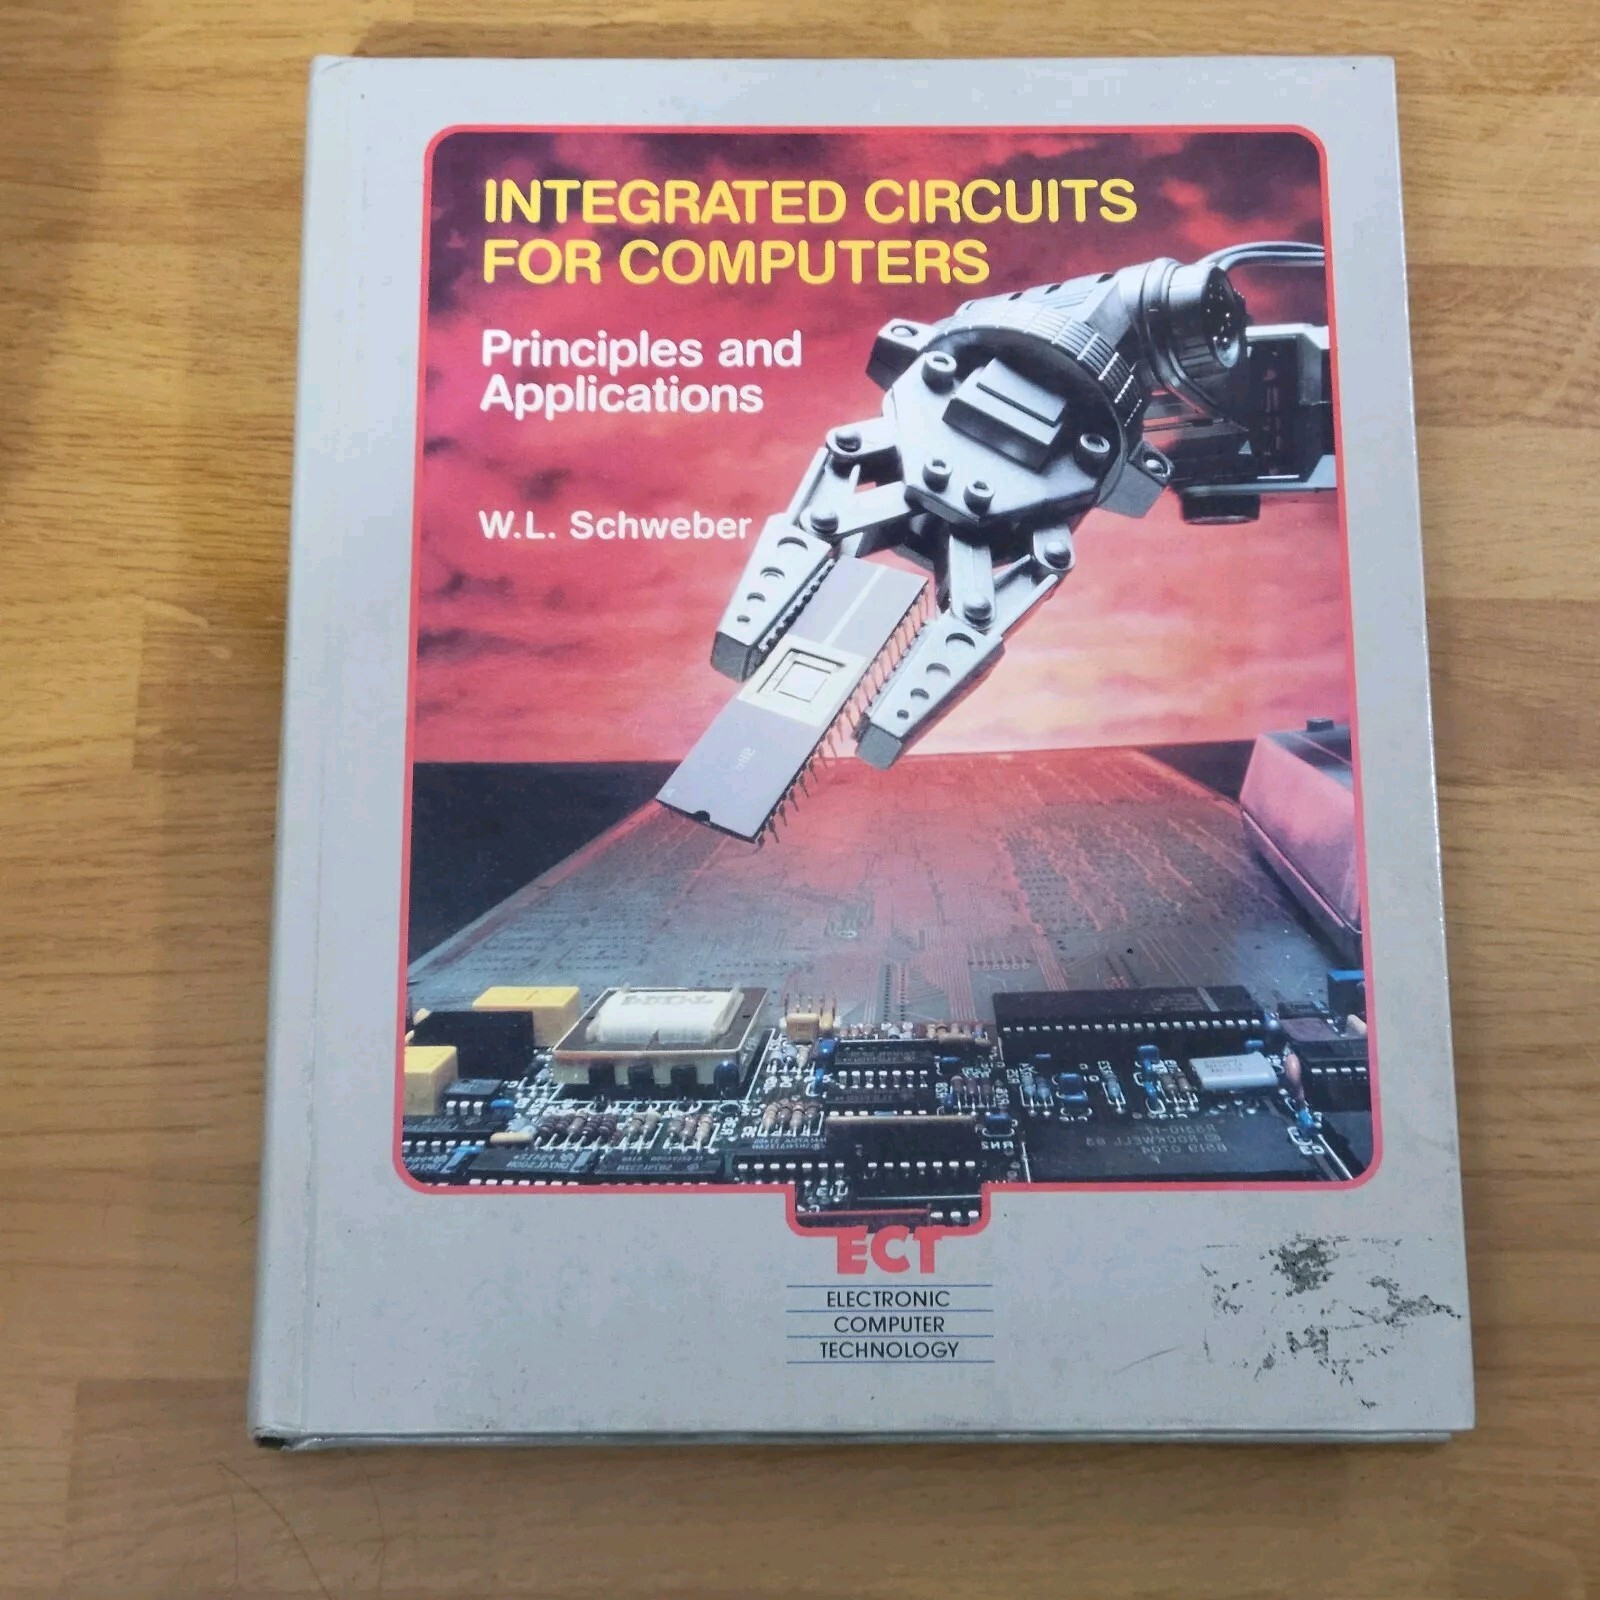 INTEGRATED CIRCUITS
FOR COMPUTERS
Principles and
Applications
W.L. Schweber
ECT
ELECTRONIC
COMPUTER
TECHNOLOGY